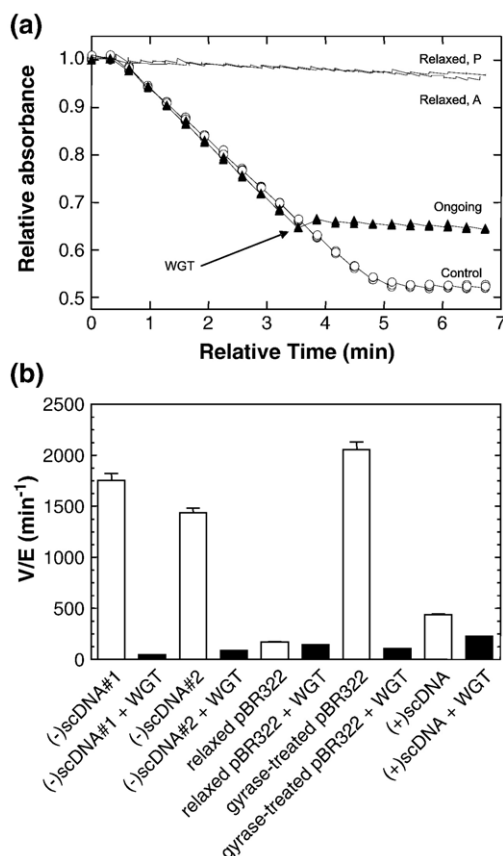 (a)
Relative absorbance
1.0
0.9
0.8
0.7
0.6
0.5
Relaxed, P
Relaxed, A
Ongoing
WGT
Control
0 1 2 3 4 5 6 7
Relative Time (min)
(b)
V/E (min⁻¹)
2500
2000
1500
1000
500
0
(-)scDNA#1
(-)scDNA#1 + WGT
(-)scDNA#2
(-)scDNA#2 + WGT
relaxed pBR322
relaxed pBR322 + WGT
gyrase-treated pBR322
gyrase-treated pBR322 + WGT
(+)scDNA
(+)scDNA + WGT